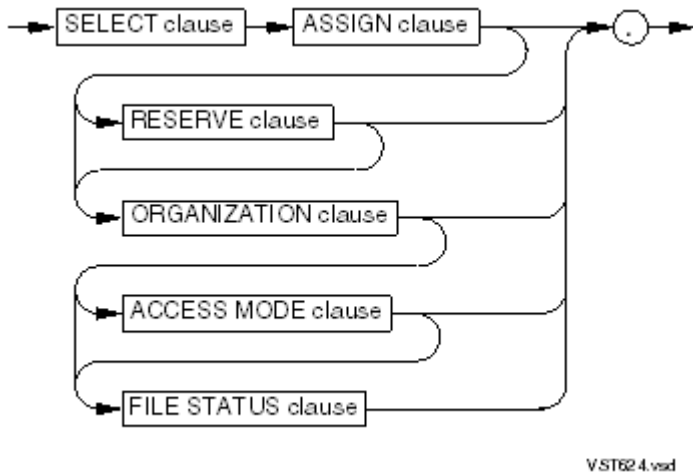 SELECT clause ASSIGN clause .
RESERVE clause
ORGANIZATION clause
ACCESS MODE clause
FILE STATUS clause
VST624.vsd